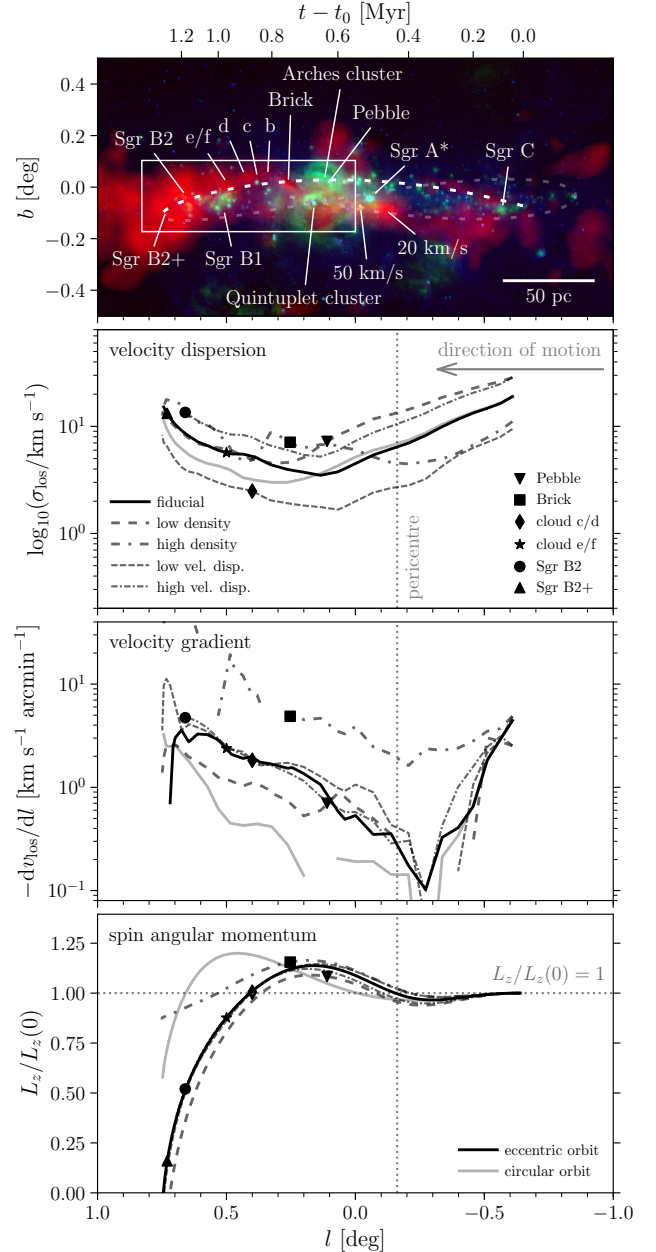 t − t₀ [Myr]
1.2 1.0 0.8 0.6 0.4 0.2 0.0
Arches cluster
Brick
Pebble
Sgr B2 e/f d c b
Sgr A*
Sgr C
Sgr B2+ Sgr B1
Quintuplet cluster
50 km/s
20 km/s
50 pc
b [deg]
0.4
0.2
0.0
−0.2
−0.4
velocity dispersion
direction of motion
log₁₀(σ_los/km s⁻¹)
10¹
10⁰
fiducial
low density
high density
low vel. disp.
high vel. disp.
pericentre
Pebble
Brick
cloud c/d
cloud e/f
Sgr B2
Sgr B2+
velocity gradient
−dv_los/dl [km s⁻¹ arcmin⁻¹]
10¹
10⁰
10⁻¹
spin angular momentum
L_z/L_z(0) = 1
L_z/L_z(0)
1.25
1.00
0.75
0.50
0.25
0.00
eccentric orbit
circular orbit
1.0 0.5 0.0 −0.5 −1.0
l [deg]